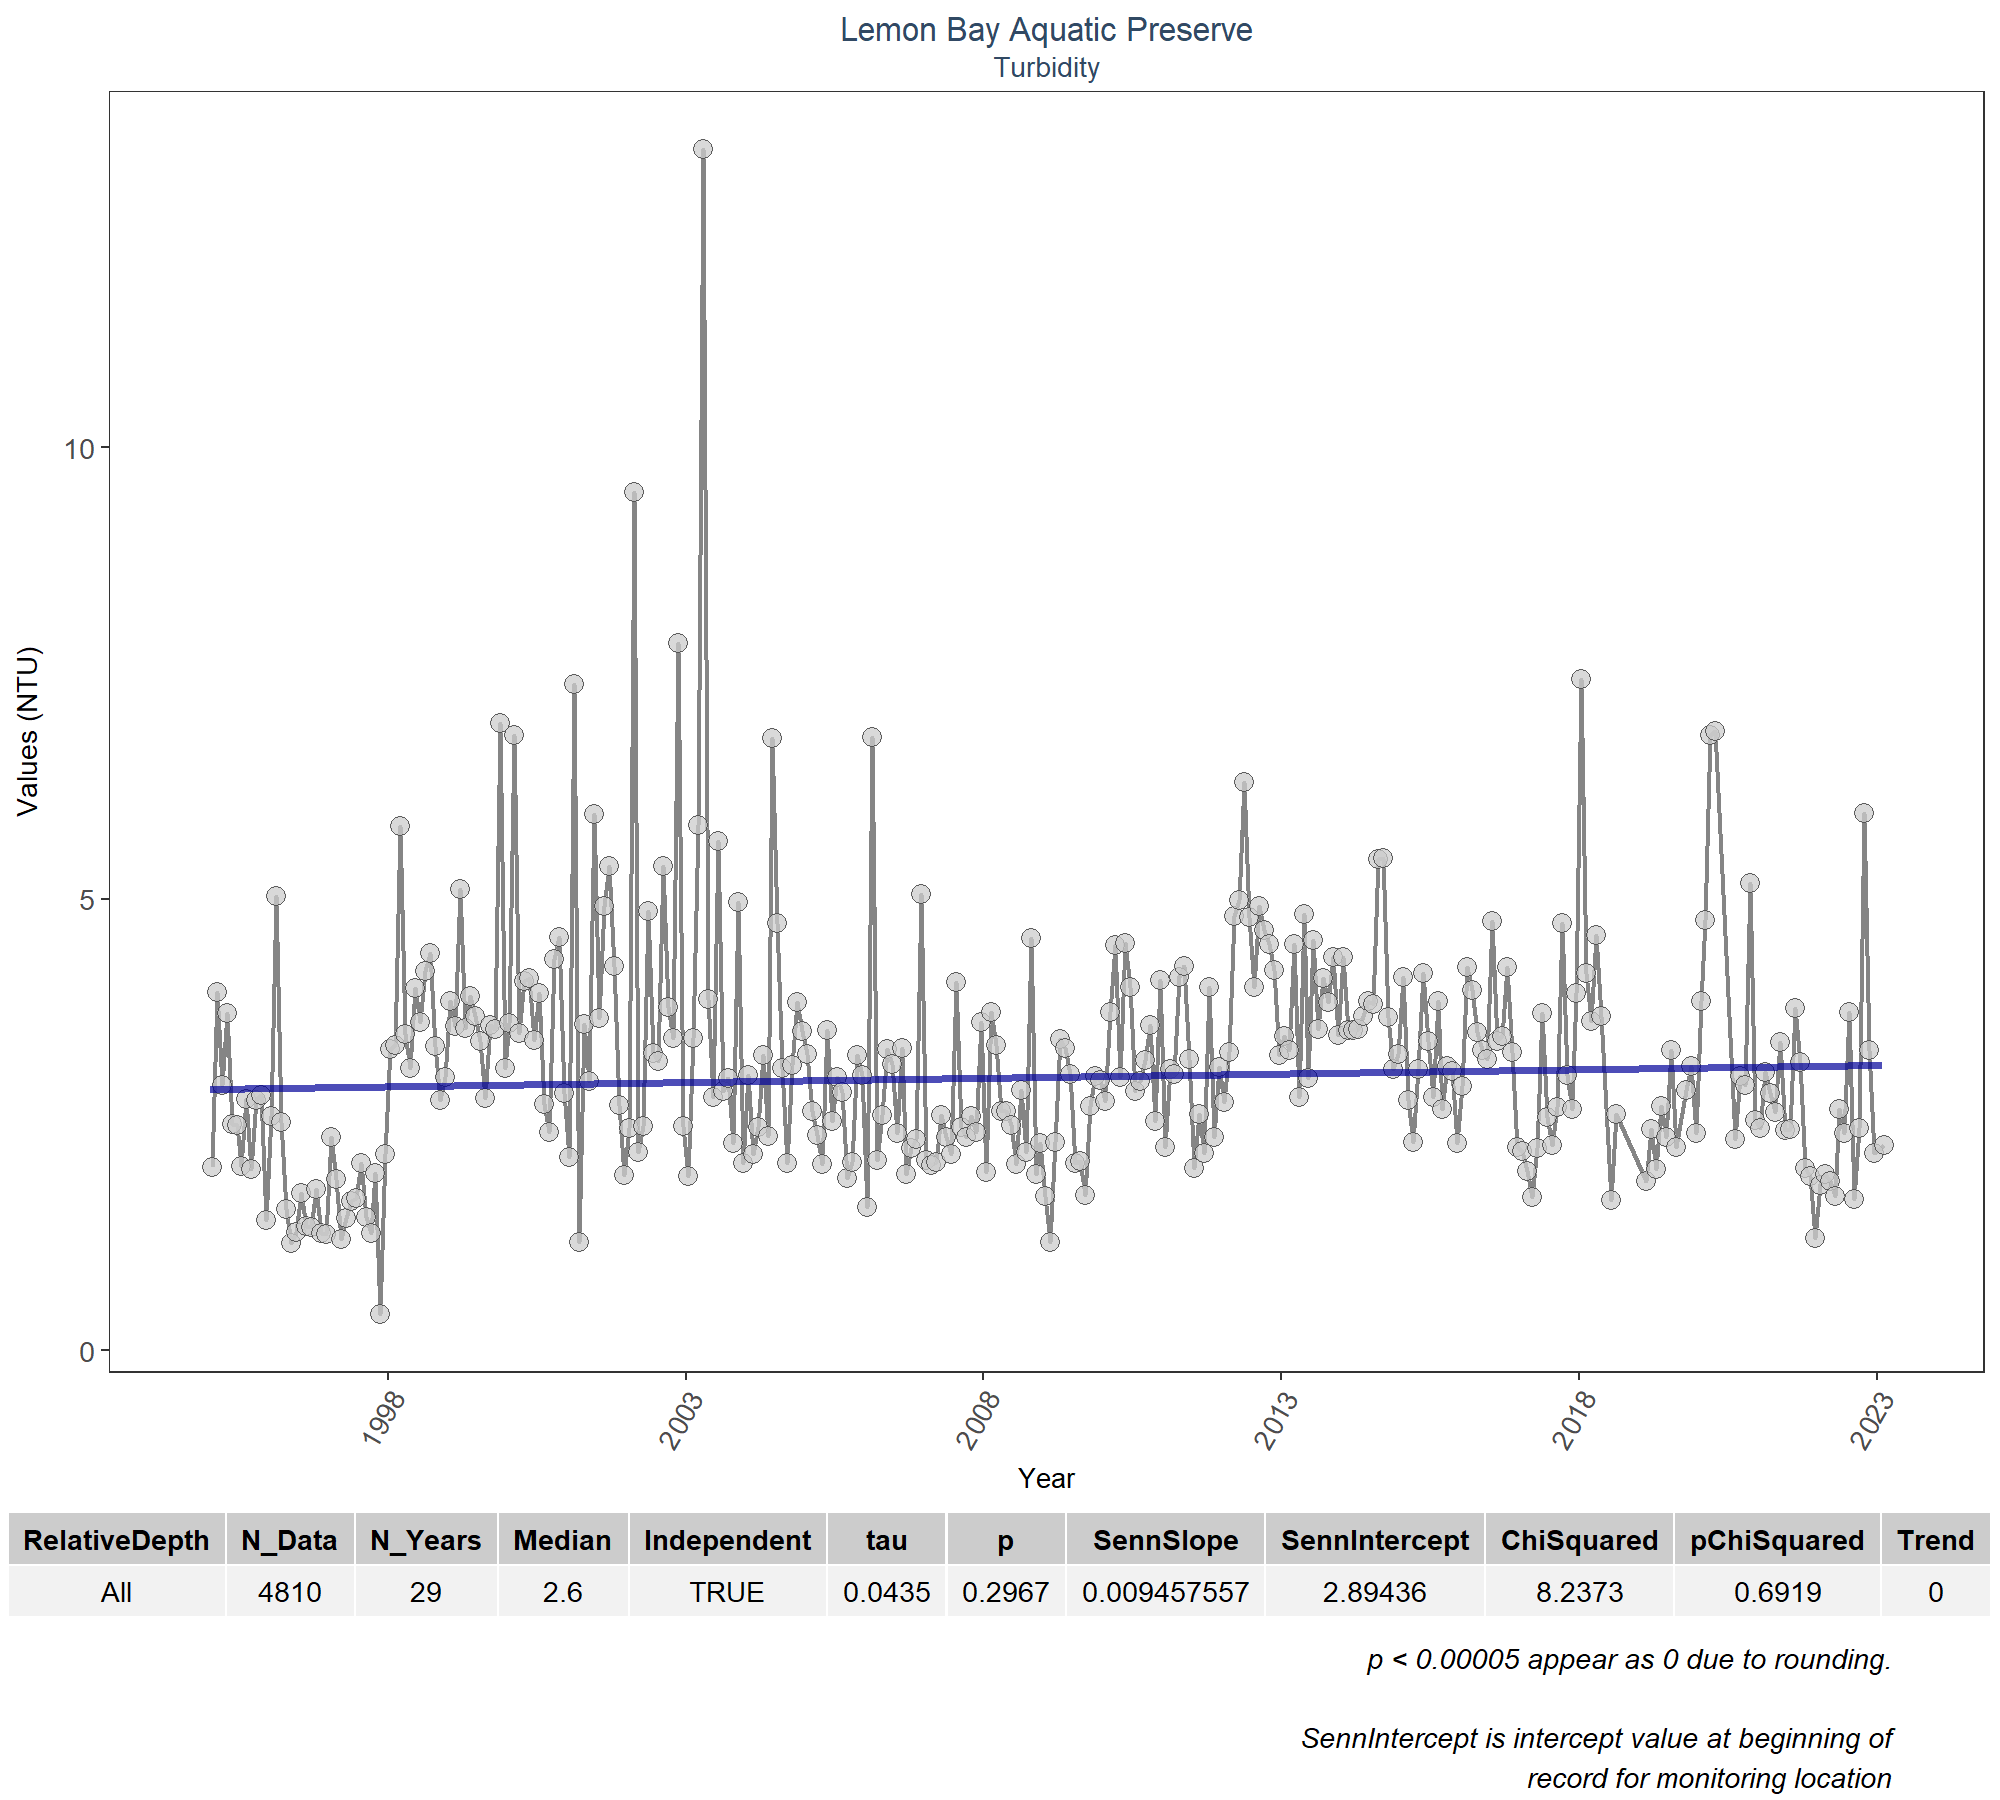 Lemon Bay Aquatic Preserve
Turbidity
Values (NTU)
10
5
0
1998 2003 2008 2013 2018 2023
Year
RelativeDepth N_Data N_Years Median Independent tau p SennSlope SennIntercept ChiSquared pChiSquared Trend
All 4810 29 2.6 TRUE 0.0435 0.2967 0.009457557 2.89436 8.2373 0.6919 0
p < 0.00005 appear as 0 due to rounding.
SennIntercept is intercept value at beginning of
record for monitoring location